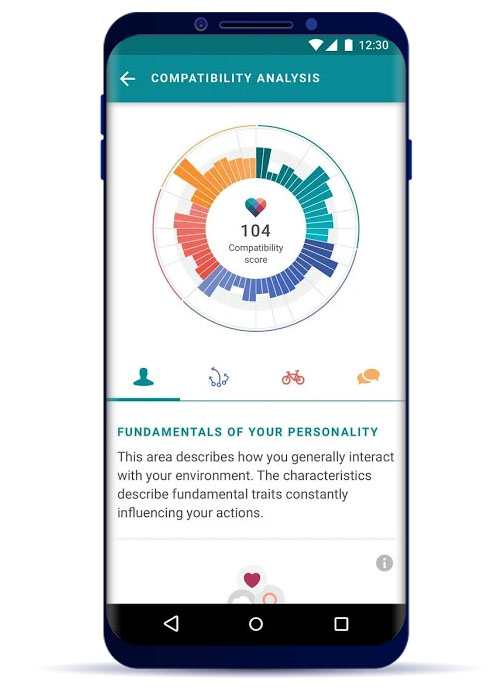 12:30
COMPATIBILITY ANALYSIS
104
Compatibility
score
FUNDAMENTALS OF YOUR PERSONALITY
This area describes how you generally interact
with your environment. The characteristics
describe fundamental traits constantly
influencing your actions.